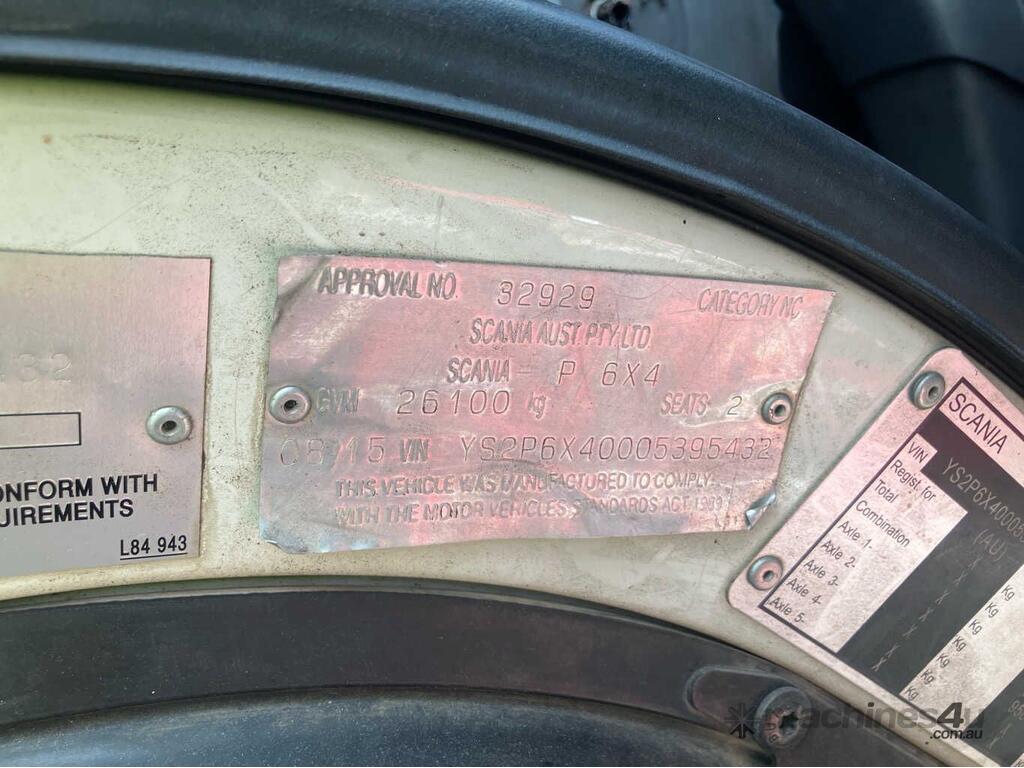 .32
CONFORM WITH
QUIREMENTS
L84 943
APPROVAL NO. 32929 CATEGORY NC
SCANIA AUST. PTY. LTD.
SCANIA - P 6X4
GVM 26100 kg SEATS 2
08/15 VIN YS2P6X40005395432
THIS VEHICLE WAS MANUFACTURED TO COMPLY
WITH THE MOTOR VEHICLES STANDARDS ACT 1989
SCANIA
VIN YS2P6X40005
Regist. for (AU)
Total X Kg
Combination X Kg
Axle 1- X Kg
Axle 2- X Kg
Axle 3- X Kg
Axle 4- X Kg
Axle 5-
machines4u
.com.au